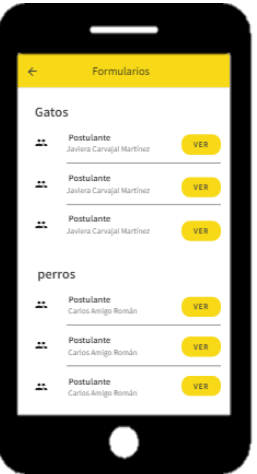 Formularios
Gatos
Postulante
Javiera Carvajal Martínez
VER
Postulante
Javiera Carvajal Martínez
VER
Postulante
Javiera Carvajal Martínez
VER
perros
Postulante
Carlos Amigo Román
VER
Postulante
Carlos Amigo Román
VER
Postulante
Carlos Amigo Román
VER